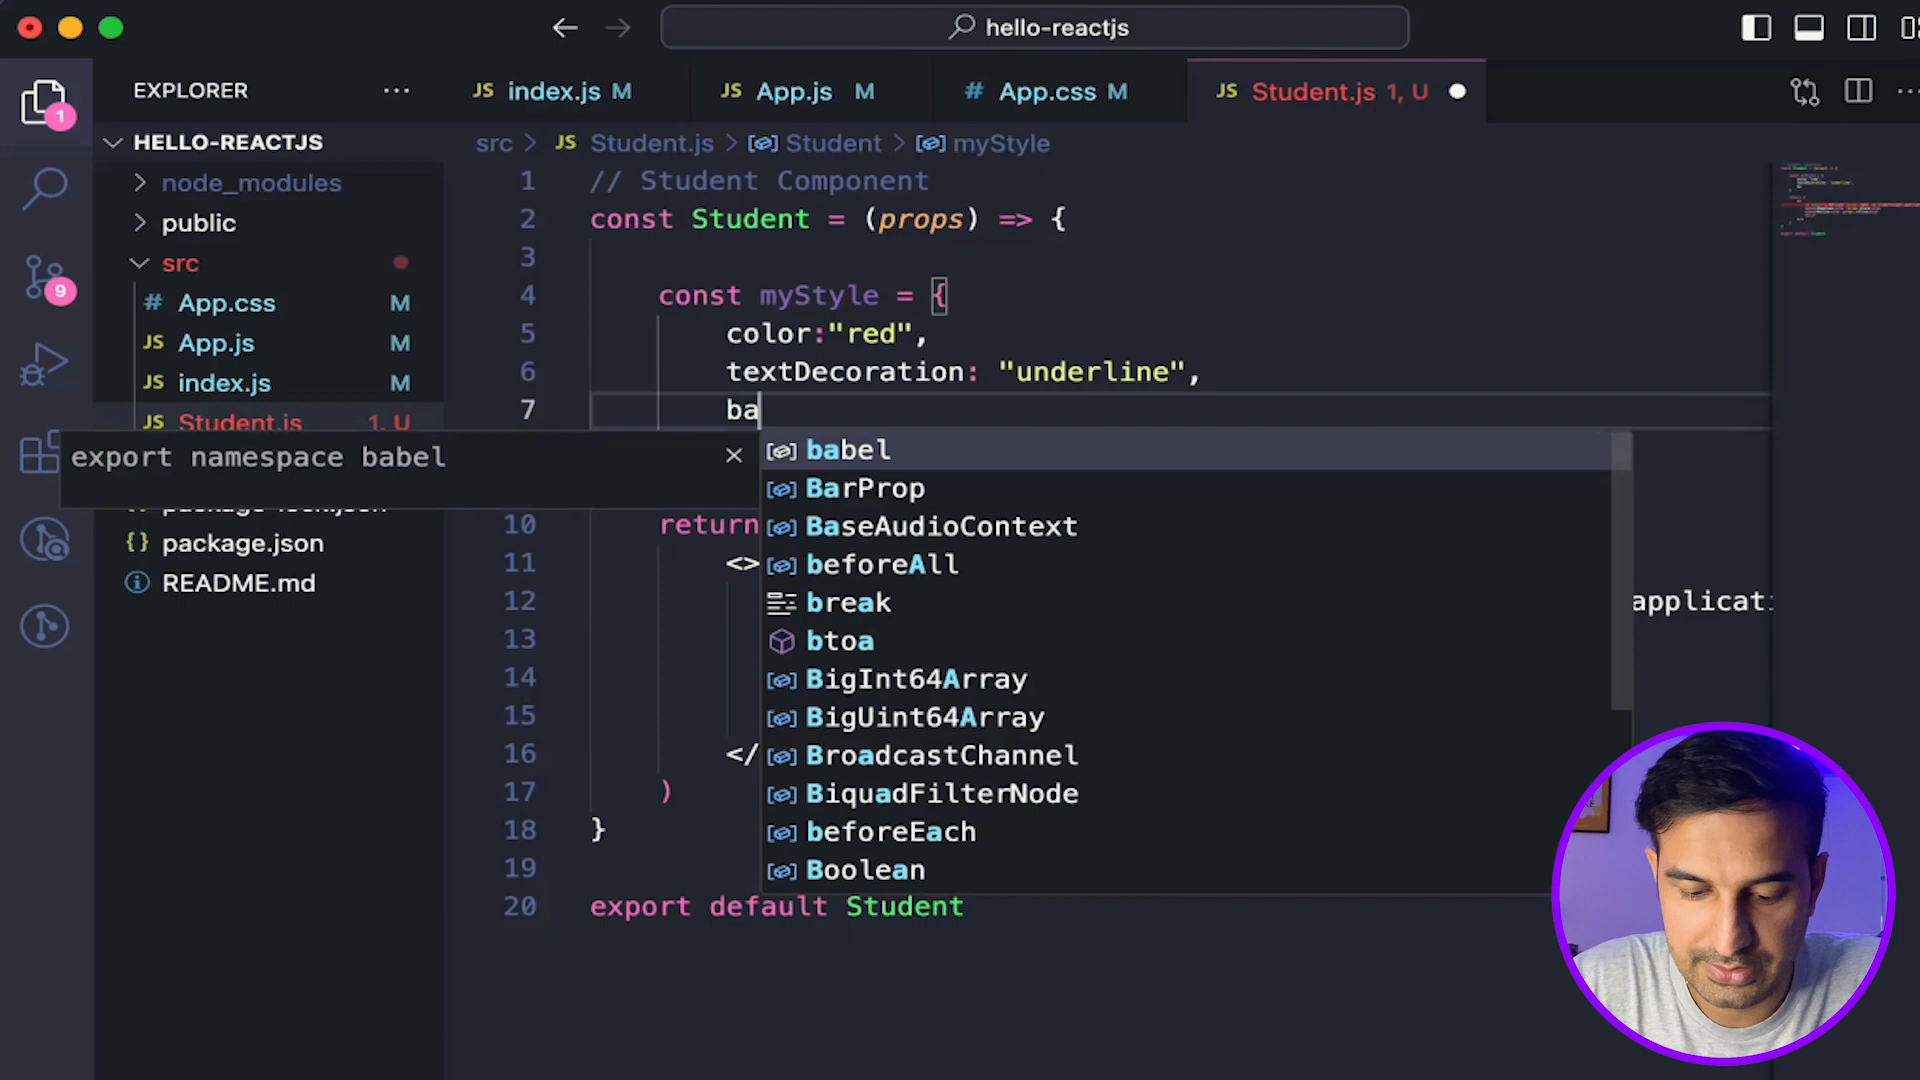 hello-reactjs
EXPLORER
JS index.js M
JS App.js M
# App.css M
JS Student.js 1, U
HELLO-REACTJS
node_modules
public
src
# App.css M
JS App.js M
JS index.js M
JS Student.js 1, U
{} package.json
README.md
1
9
src > JS Student.js > Student > myStyle
1 // Student Component
2 const Student = (props) => {
3
4 const myStyle = {
5 color:"red",
6 textDecoration: "underline",
7 ba
export namespace babel
babel
BarProp
BaseAudioContext
beforeAll
break
btoa
BigInt64Array
BigUint64Array
BroadcastChannel
BiquadFilterNode
beforeEach
Boolean
10 return
11 <>
12 applicati
13
14
15
16 </
17 )
18 }
19
20 export default Student